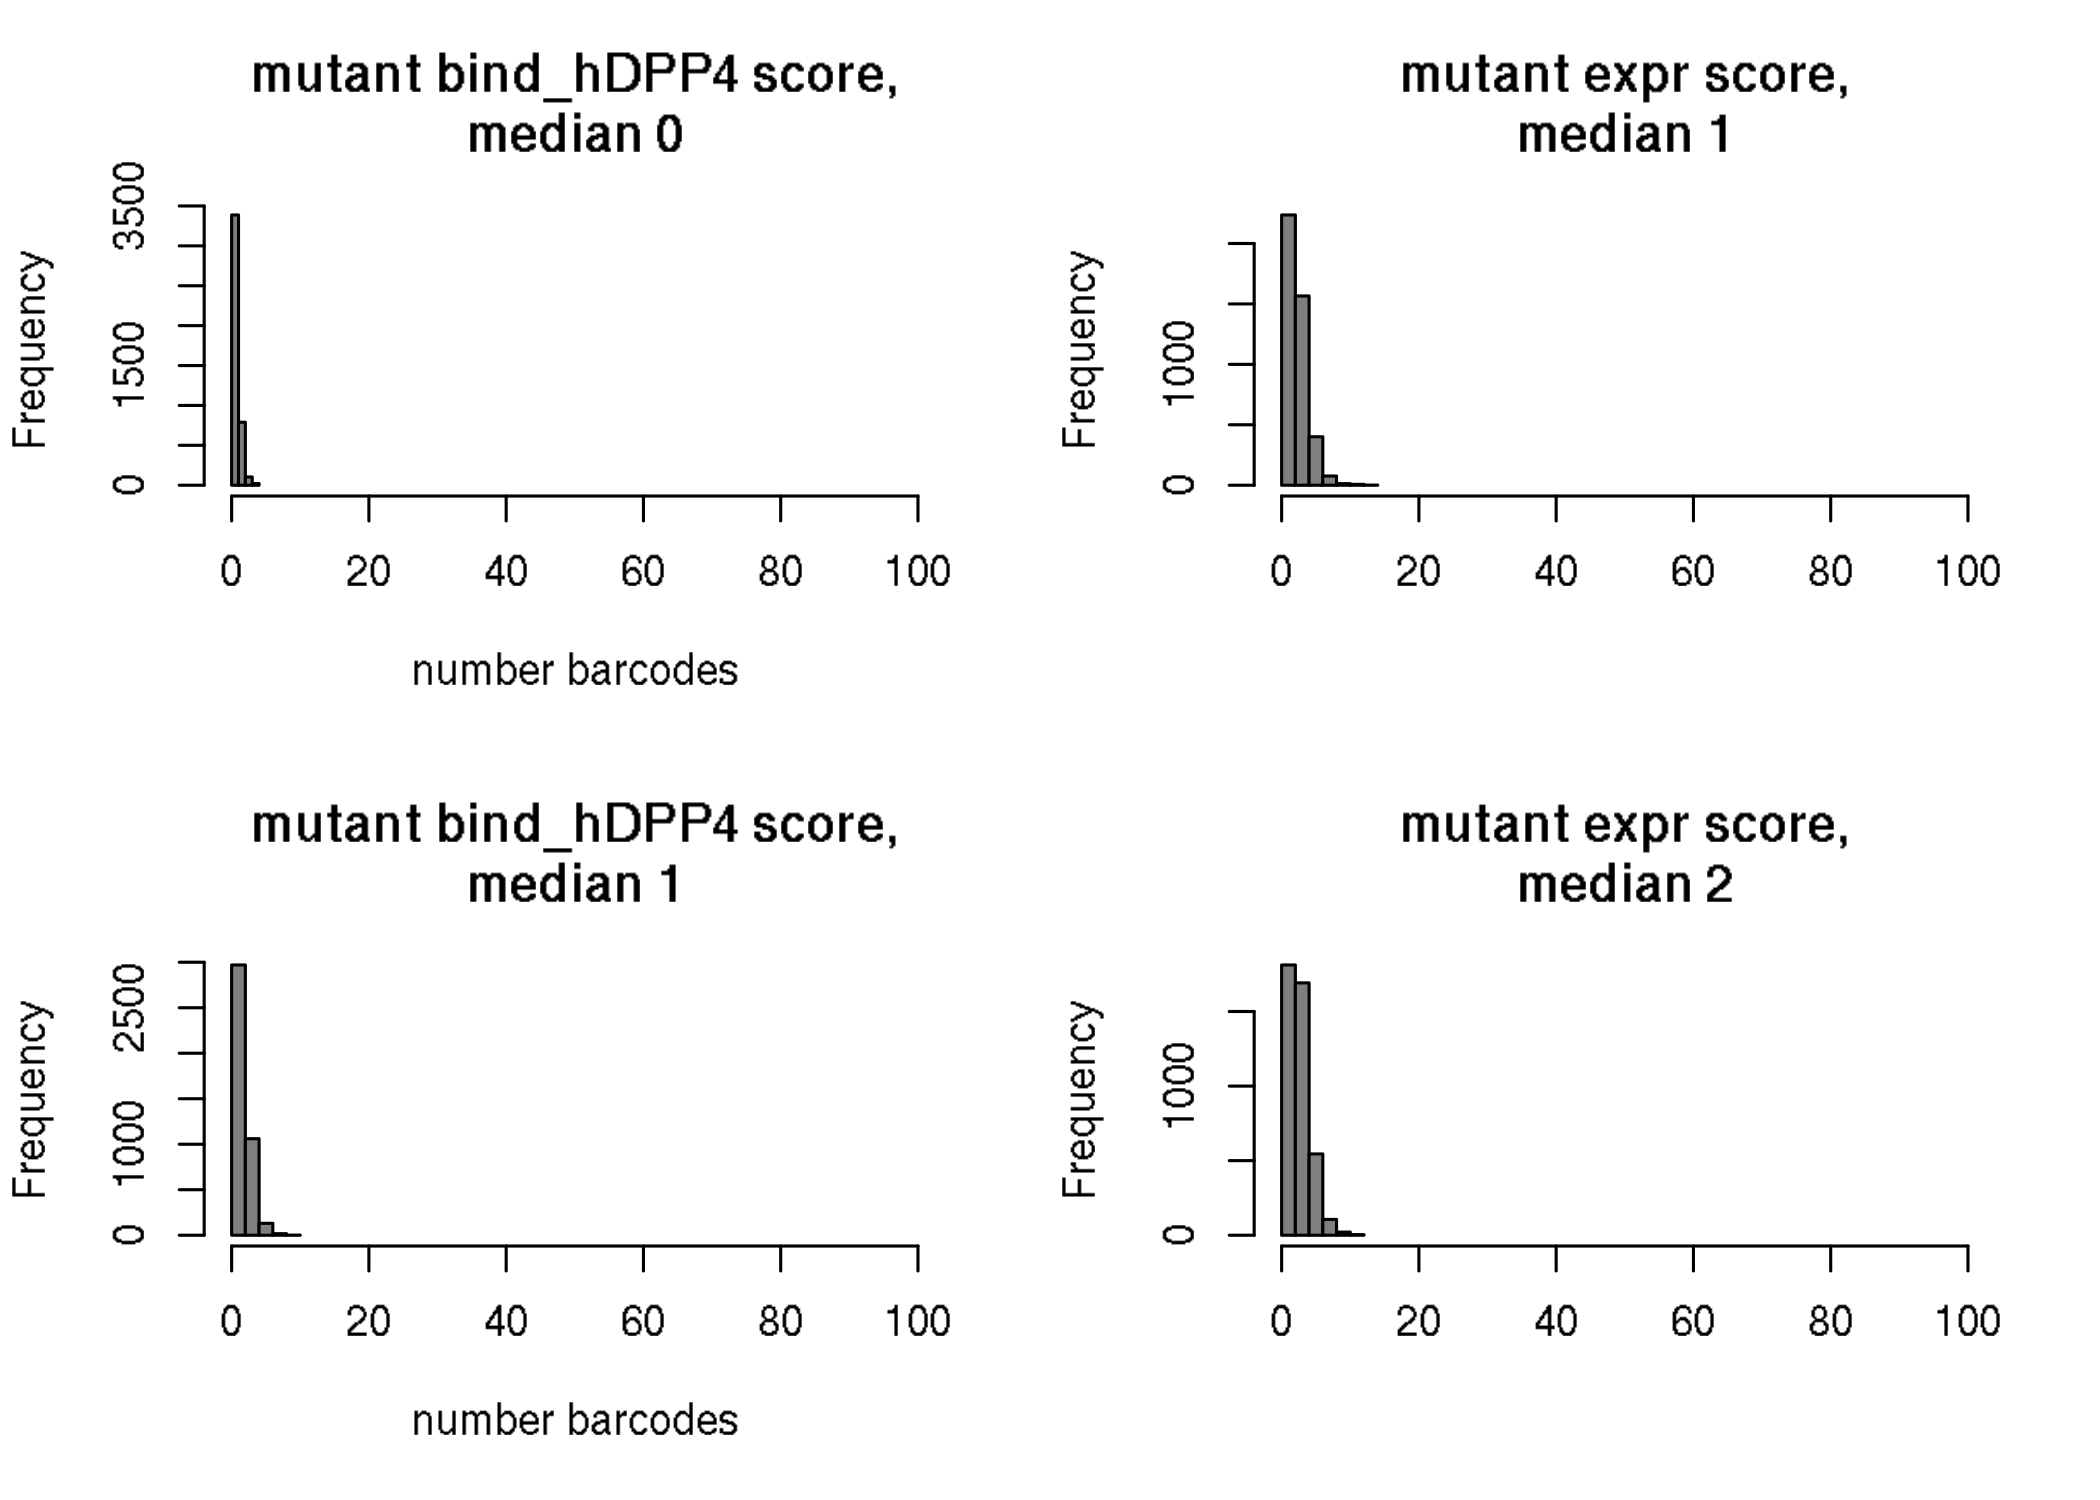 mutant bind_hDPP4 score,
median 0
Frequency
0 1500 3500
0 20 40 60 80 100
number barcodes
mutant expr score,
median 1
Frequency
0 1000
0 20 40 60 80 100
mutant bind_hDPP4 score,
median 1
Frequency
0 1000 2500
0 20 40 60 80 100
number barcodes
mutant expr score,
median 2
Frequency
0 1000
0 20 40 60 80 100